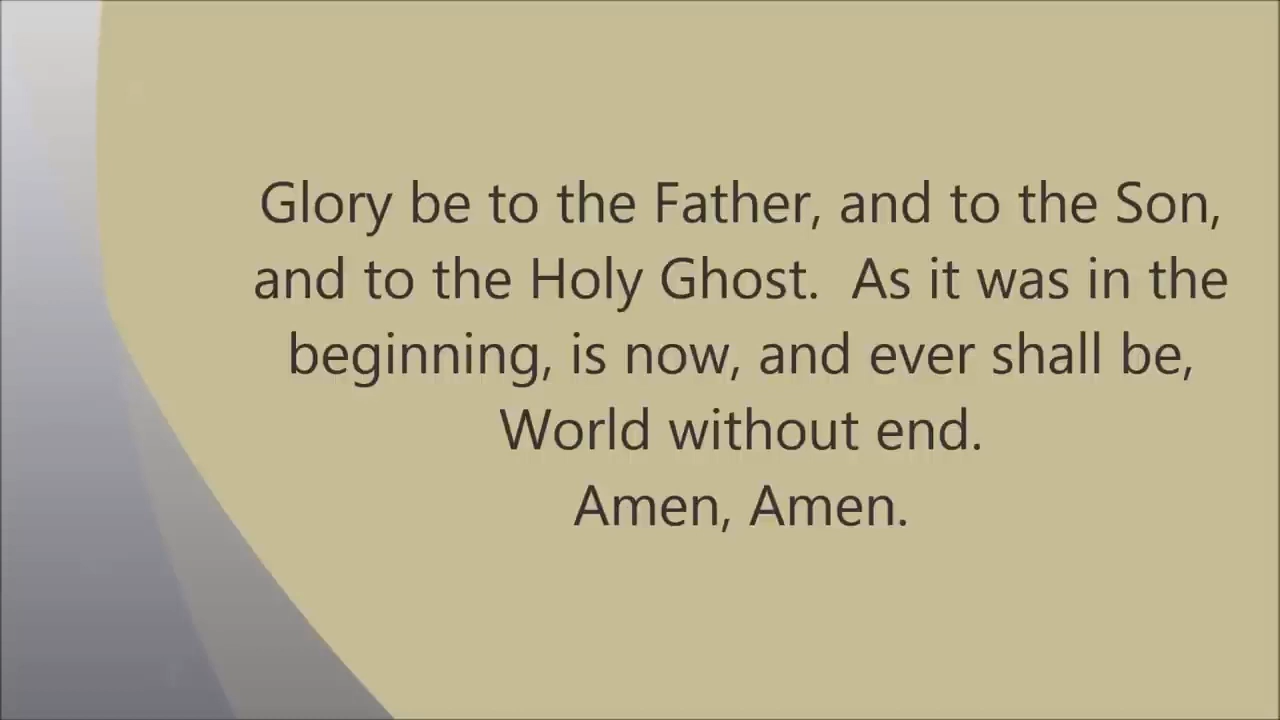 Glory be to the Father, and to the Son,
and to the Holy Ghost.  As it was in the
beginning, is now, and ever shall be,
World without end.
Amen, Amen.